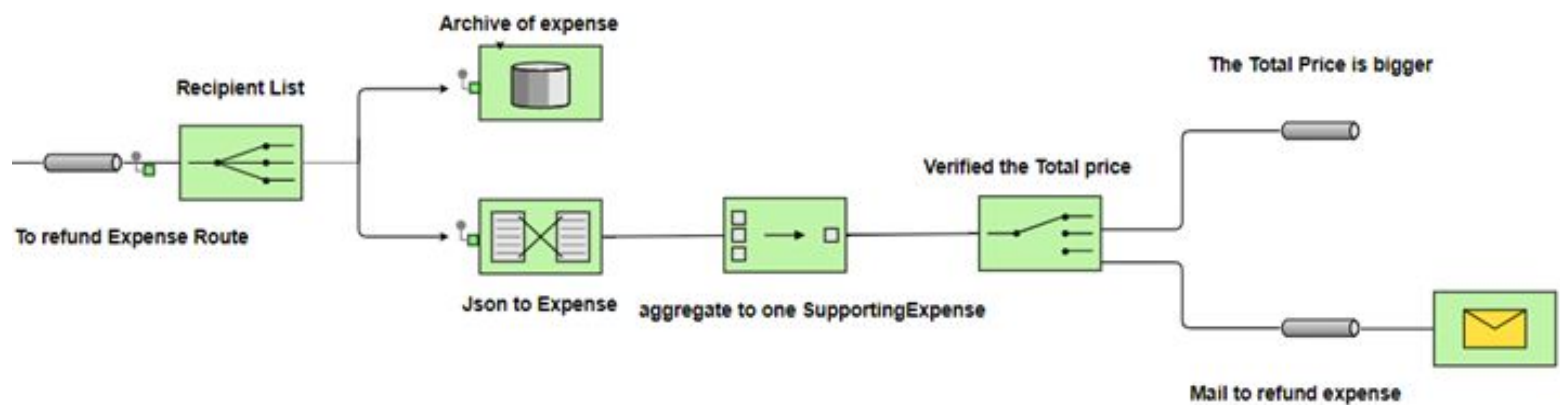 Archive of expense
The Total Price is bigger
Recipient List
Verified the Total price
To refund Expense Route
Json to Expense
aggregate to one SupportingExpense
Mail to refund expense